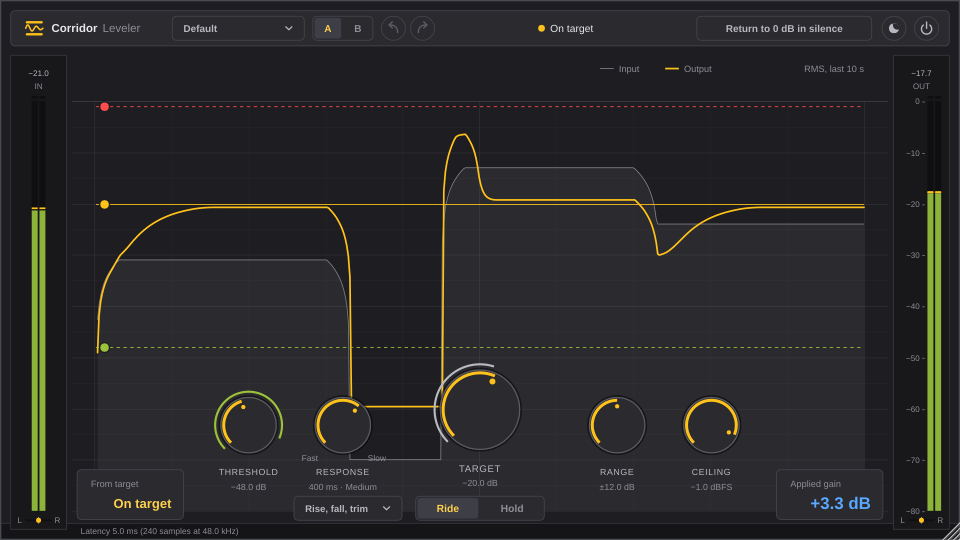 Corridor Leveler
Default
A B
On target
Return to 0 dB in silence
−21.0
IN
Input
Output
RMS, last 10 s
−17.7
OUT
0
−10
−20
−30
−40
−50
−60
−70
−80
Fast
Slow
THRESHOLD
−48.0 dB
RESPONSE
400 ms · Medium
TARGET
−20.0 dB
RANGE
±12.0 dB
CEILING
−1.0 dBFS
From target
On target
Rise, fall, trim
Ride
Hold
Applied gain
+3.3 dB
L R
L R
Latency 5.0 ms (240 samples at 48.0 kHz)